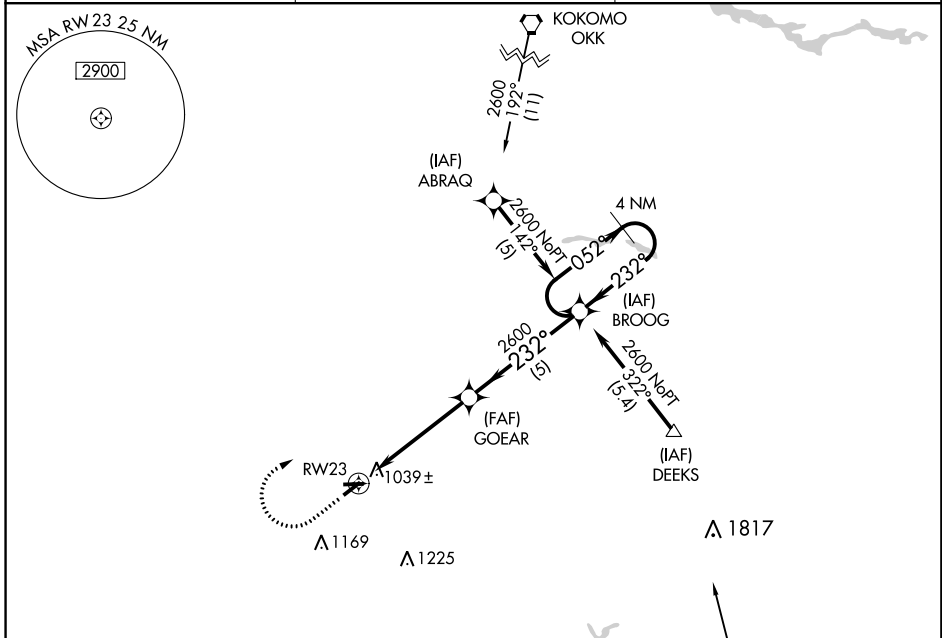 MSA RW 23 25 NM
2900
KOKOMO
OKK
2600
192°
(11)
(IAF)
ABRAQ
2600 NoPT
142°
(5)
4 NM
052°
232°
(IAF)
BROOG
2600
232°
(5)
2600 NoPT
322°
(5.4)
(FAF)
GOEAR
(IAF)
DEEKS
RW23
1039±
1169
1225
1817